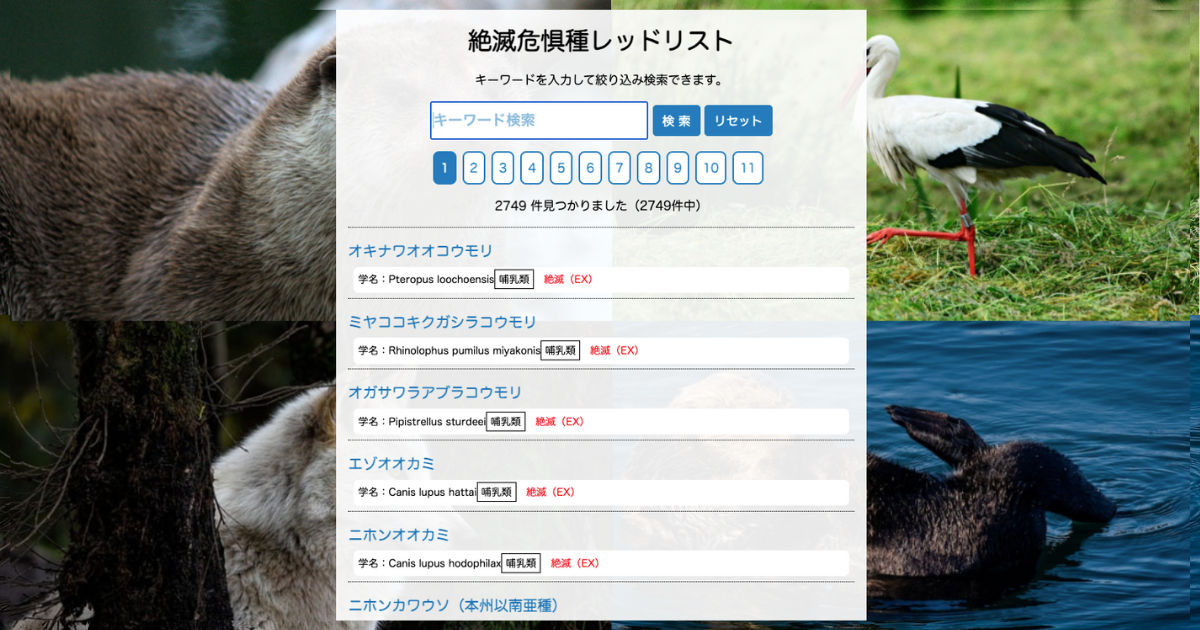 絶滅危惧種レッドリスト
キーワードを入力して絞り込み検索できます。
キーワード検索 検 索 リセット
1 2 3 4 5 6 7 8 9 10 11
2749 件見つかりました（2749件中）
オキナワオオコウモリ
学名：Pteropus loochoensis 哺乳類 絶滅（EX）
ミヤココキクガシラコウモリ
学名：Rhinolophus pumilus miyakonis 哺乳類 絶滅（EX）
オガサワラアブラコウモリ
学名：Pipistrellus sturdeei 哺乳類 絶滅（EX）
エゾオオカミ
学名：Canis lupus hattai 哺乳類 絶滅（EX）
ニホンオオカミ
学名：Canis lupus hodophilax 哺乳類 絶滅（EX）
ニホンカワウソ（本州以南亜種）